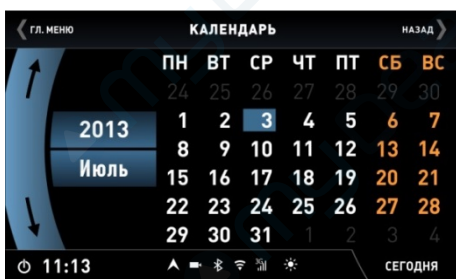 ГЛ. МЕНЮ КАЛЕНДАРЬ НАЗАД
ПН ВТ СР ЧТ ПТ СБ ВС
24 25 26 27 28 29 30
2013
Июль
1 2 3 4 5 6 7
8 9 10 11 12 13 14
15 16 17 18 19 20 21
22 23 24 25 26 27 28
29 30 31 1 2 3 4
11:13 СЕГОДНЯ